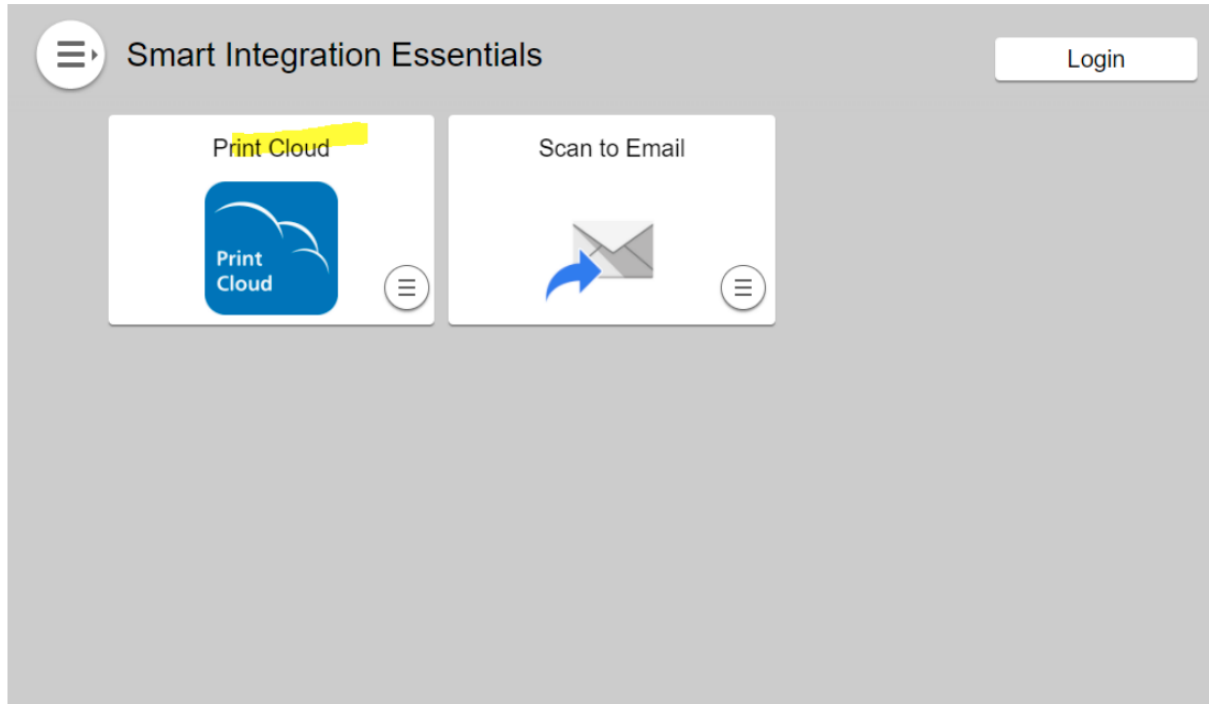 Smart Integration Essentials
Login
Print Cloud
Scan to Email
Print
Cloud